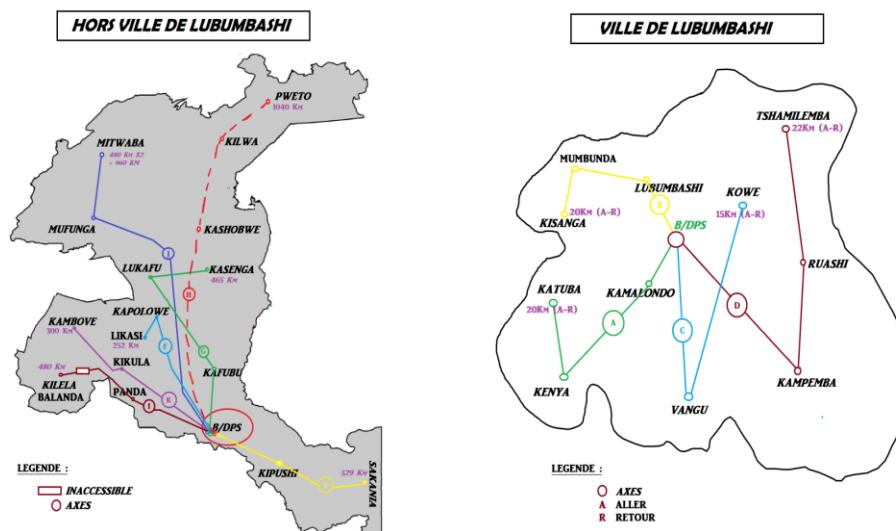 HORS VILLE DE LUBUMBASHI
PWETO
1040 KM
KILWA
MITWABA
480 KM X2
= 960 KM
MUFUNGA
KASHOBWE
J
LUKAFU
KASENGA
465 KM
H
KAPOLOWE
KAMBOVE
300 KM
LIKASI
252 KM
F
G
KIKULA
KAFUBU
480 KM
KILELA
BALANDA
PANDA
K
I
B/DPS
KIPUSHI
529 KM
SAKANIA
LEGENDE :
INACCESSIBLE
AXES
VILLE DE LUBUMBASHI
TSHAMILEMBA
22KM (A-R)
MUMBUNDA
LUBUMBASHI
KOWE
KISANGA
20KM (A-R)
15KM (A-R)
B/DPS
RUASHI
KATUBA
20KM (A-R)
KAMALONDO
A
C
D
KENYA
KAMPEMBA
VANGU
LEGENDE :
AXES
A ALLER
R RETOUR